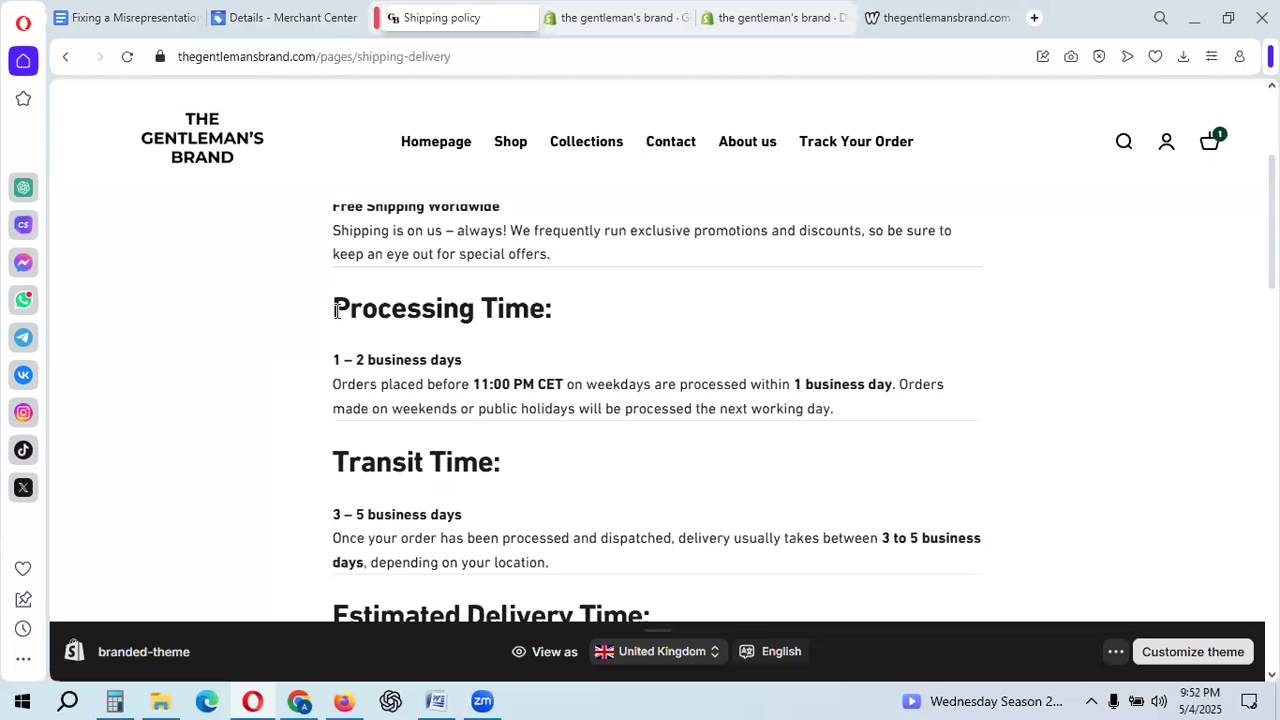 Fixing a Misrepresentation
Details - Merchant Center
GB Shipping policy
the gentleman's brand · G
the gentleman's brand · D
thegentlemansbrand.com
thegentlemansbrand.com/pages/shipping-delivery
THE
GENTLEMAN'S
BRAND
Homepage
Shop
Collections
Contact
About us
Track Your Order
1
Free Shipping Worldwide
Shipping is on us – always! We frequently run exclusive promotions and discounts, so be sure to
keep an eye out for special offers.
Processing Time:
1 – 2 business days
Orders placed before 11:00 PM CET on weekdays are processed within 1 business day. Orders
made on weekends or public holidays will be processed the next working day.
Transit Time:
3 – 5 business days
Once your order has been processed and dispatched, delivery usually takes between 3 to 5 business
days, depending on your location.
Estimated Delivery Time:
branded-theme
View as
United Kingdom
English
Customize theme
Wednesday Season 2...
9:52 PM
5/4/2025